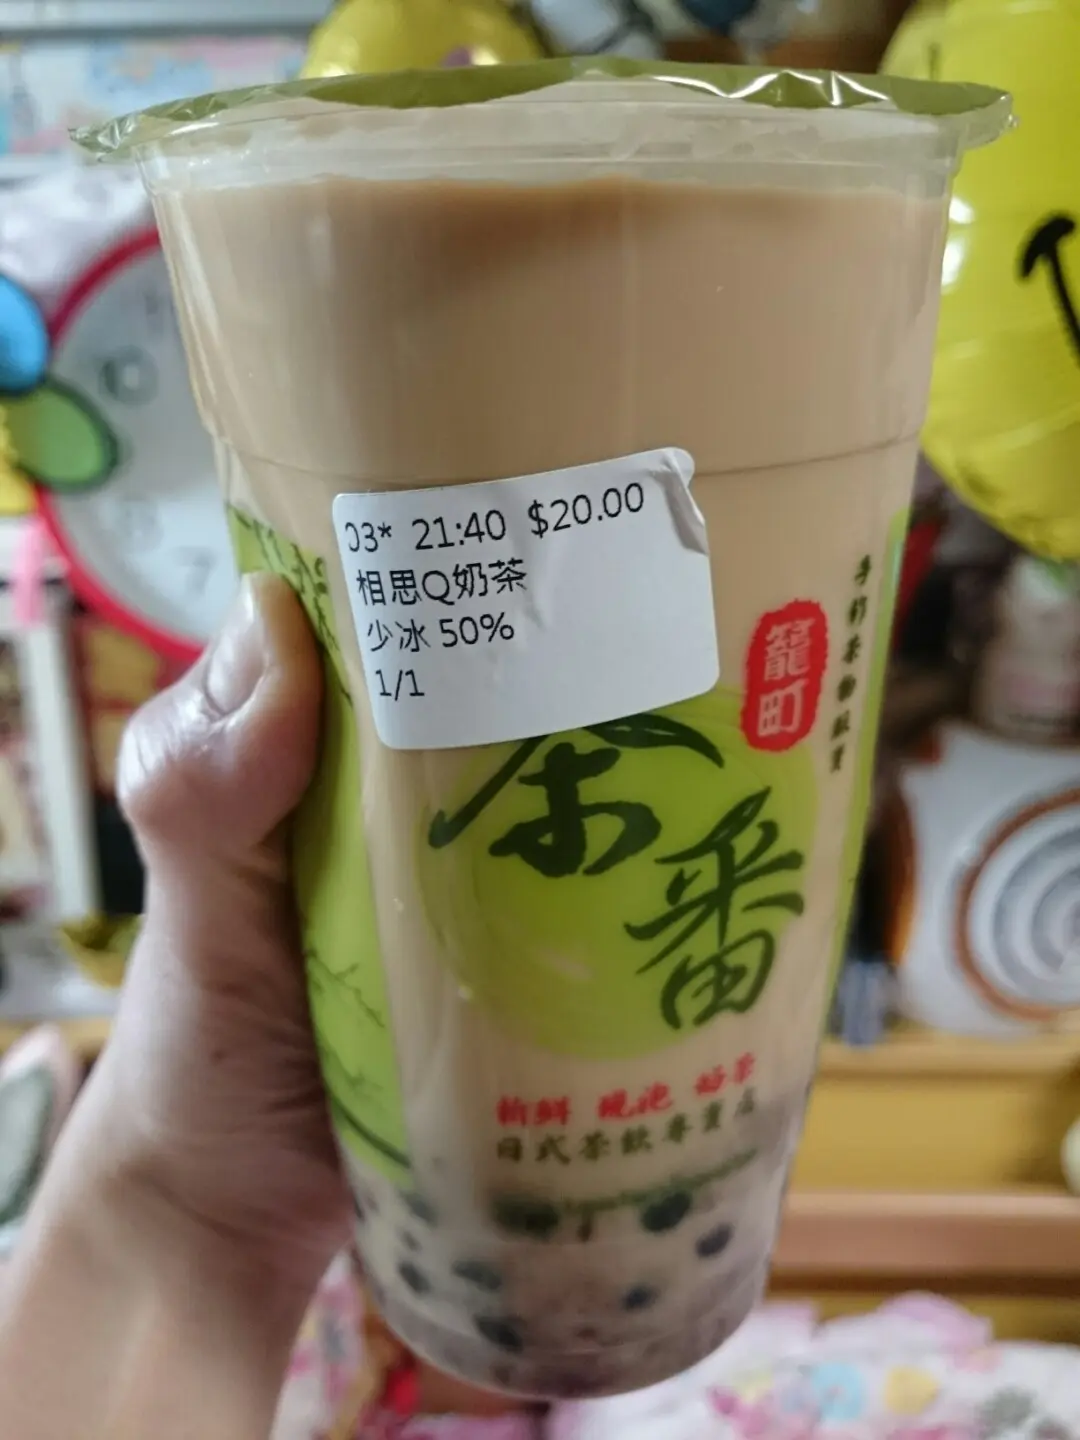 03* 21:40 $20.00
相思Q奶茶
少冰 50%
1/1
籠町
茶番
新鮮 現泡 好茶
日式茶飲專賣店
7